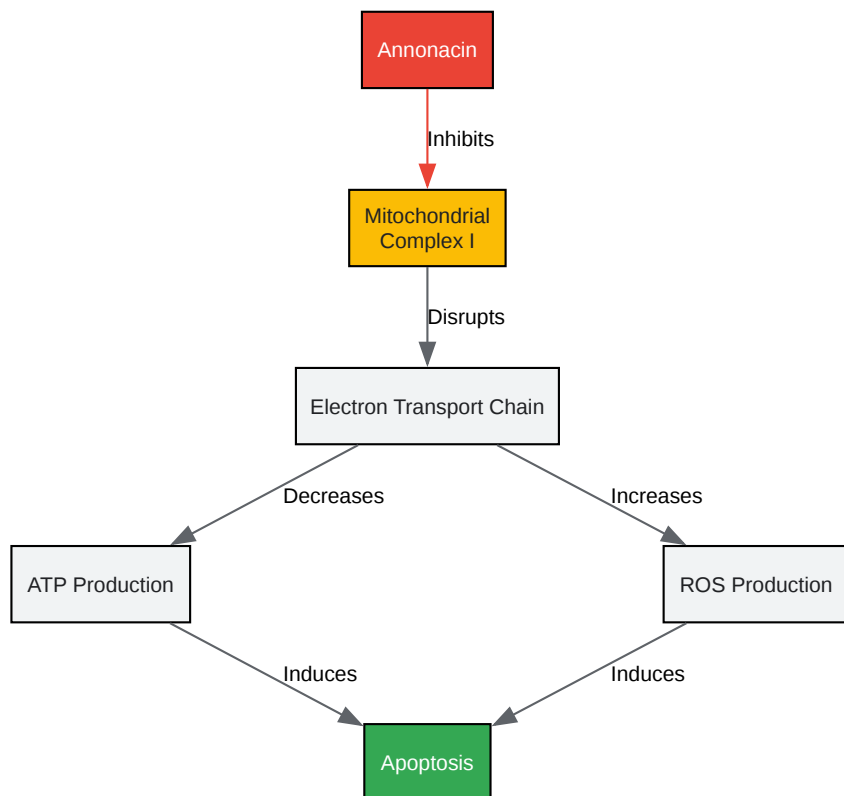 Annonacin
Inhibits
Mitochondrial
Complex I
Disrupts
Electron Transport Chain
Decreases
Increases
ATP Production
ROS Production
Induces
Induces
Apoptosis